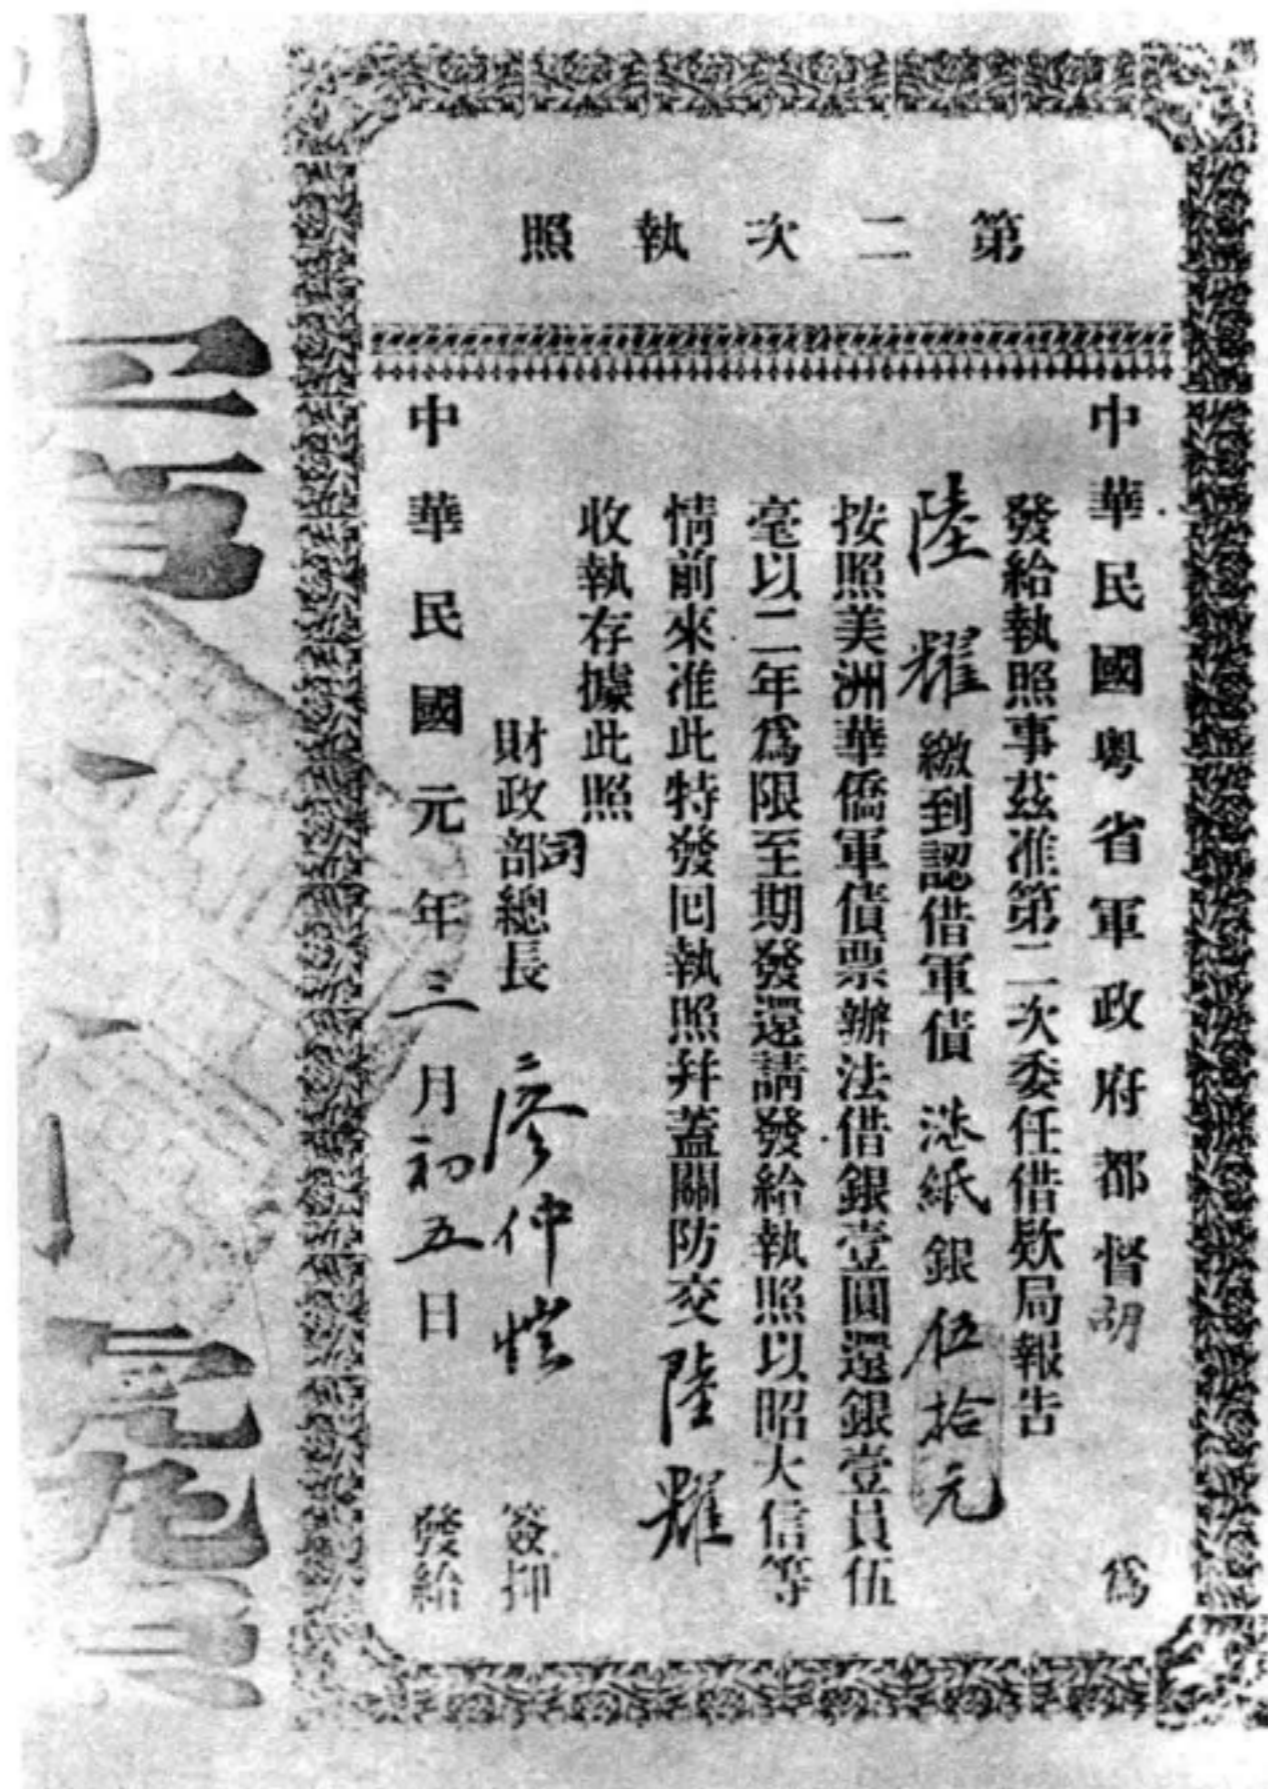 第二次執照
中華民國粤省軍政府都督胡 爲
發給執照事茲准第二次委任借欵局報告
陸耀繳到認借軍債港紙銀伍拾元
按照美洲華僑軍債票辦法借銀壹圓還銀壹員伍
毫以二年爲限至期發還請發給執照以昭大信等
情前來准此特發回執照并蓋關防交陸耀
收執存據此照
財政部司總長 廖仲愷 簽押
中華民國元年三月初五日 發給